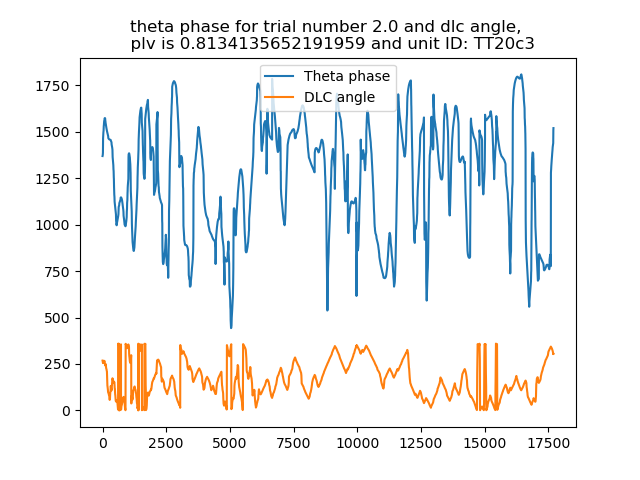 theta phase for trial number 2.0 and dlc angle,
plv is 0.8134135652191959 and unit ID: TT20c3
Theta phase
DLC angle
1750
1500
1250
1000
750
500
250
0
0 2500 5000 7500 10000 12500 15000 17500